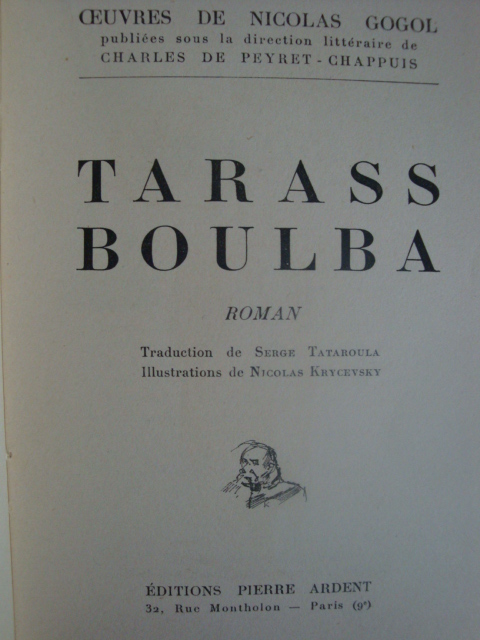 ŒUVRES DE NICOLAS GOGOL
publiées sous la direction littéraire de
CHARLES DE PEYRET-CHAPPUIS
TARASS
BOULBA
ROMAN
Traduction de SERGE TATAROULA
Illustrations de NICOLAS KRYCEVSKY
ÉDITIONS PIERRE ARDENT
32, Rue Montholon — Paris (9ᵉ)